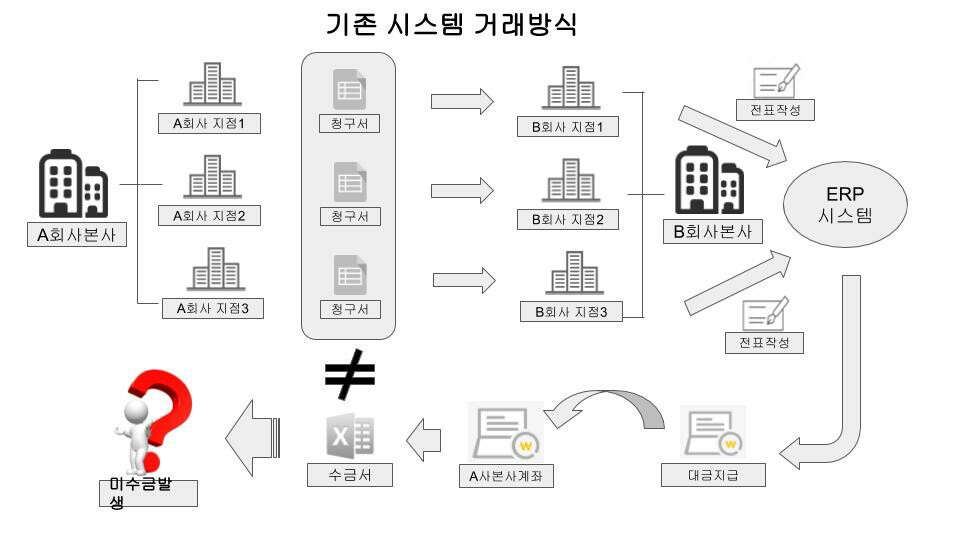 기존 시스템 거래방식
A회사 지점1
청구서
B회사 지점1
전표작성
A회사본사
A회사 지점2
청구서
B회사 지점2
B회사본사
ERP
시스템
A회사 지점3
청구서
B회사 지점3
전표작성
≠
미수금발
생
X
수금서
₩
A사본사계좌
₩
대금지급